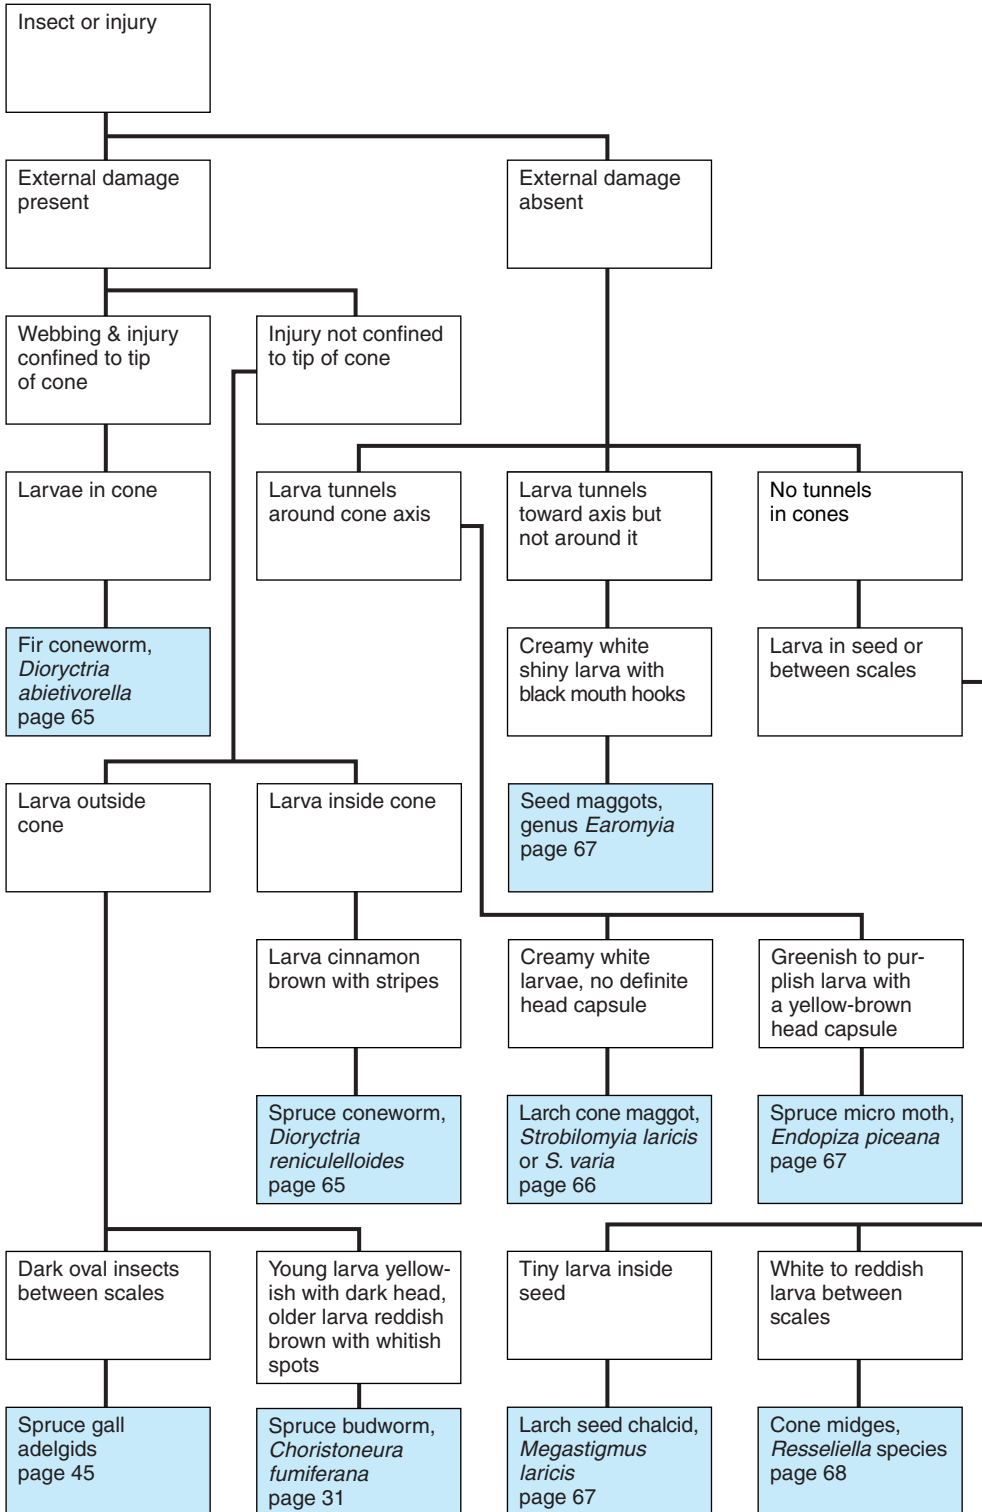 Insect or injury
External damage
present
External damage
absent
Webbing & injury
confined to tip
of cone
Injury not confined
to tip of cone
Larvae in cone
Larva tunnels
around cone axis
Larva tunnels
toward axis but
not around it
No tunnels
in cones
Fir coneworm,
Dioryctria
abietivorella
page 65
Creamy white
shiny larva with
black mouth hooks
Larva in seed or
between scales
Larva outside
cone
Larva inside cone
Seed maggots,
genus Earomyia
page 67
Larva cinnamon
brown with stripes
Creamy white
larvae, no definite
head capsule
Greenish to pur-
plish larva with
a yellow-brown
head capsule
Spruce coneworm,
Dioryctria
reniculelloides
page 65
Larch cone maggot,
Strobilomyia laricis
or S. varia
page 66
Spruce micro moth,
Endopiza piceana
page 67
Dark oval insects
between scales
Young larva yellow-
ish with dark head,
older larva reddish
brown with whitish
spots
Tiny larva inside
seed
White to reddish
larva between
scales
Spruce gall
adelgids
page 45
Spruce budworm,
Choristoneura
fumiferana
page 31
Larch seed chalcid,
Megastigmus
laricis
page 67
Cone midges,
Resseliella species
page 68